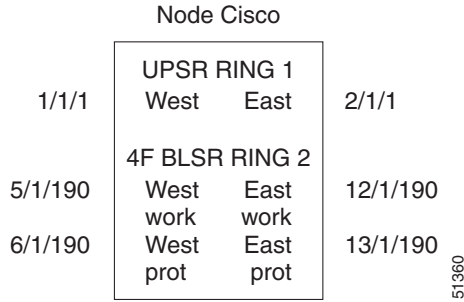 Node Cisco
UPSR RING 1
1/1/1 West East 2/1/1
4F BLSR RING 2
5/1/190 West East 12/1/190
work work
6/1/190 West East 13/1/190
prot prot
51360